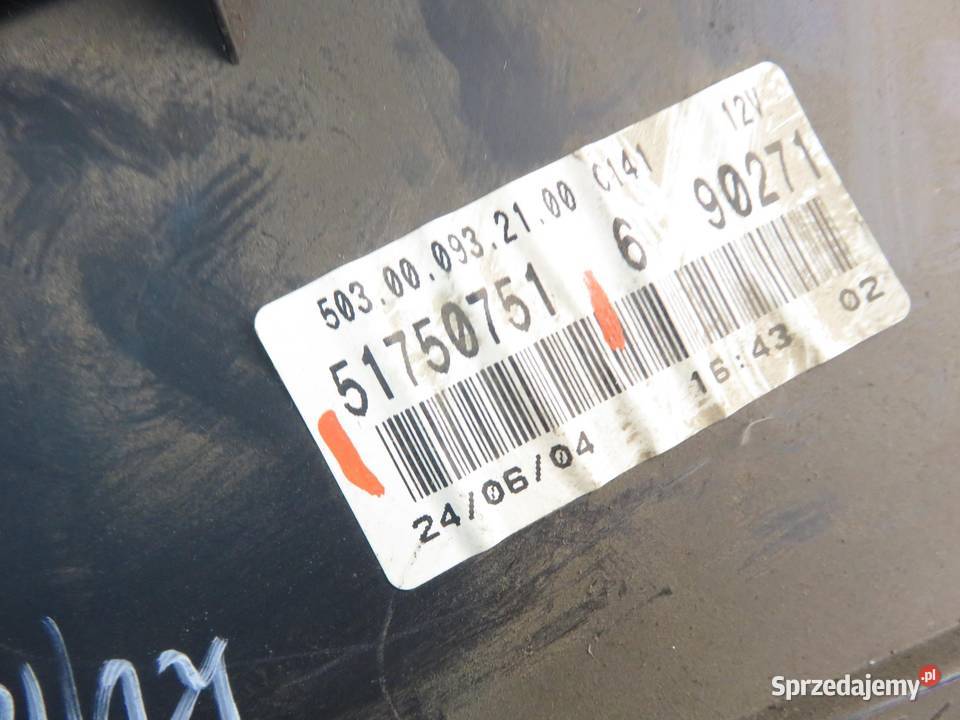 503.00.093.21.00 C141 12V
51750751 6 90271
24/06/04 16:43 02
Sprzedajemy.pl